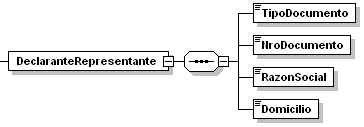 TipoDocumento
NroDocumento
DeclaranteRepresentante
RazonSocial
Domicilio